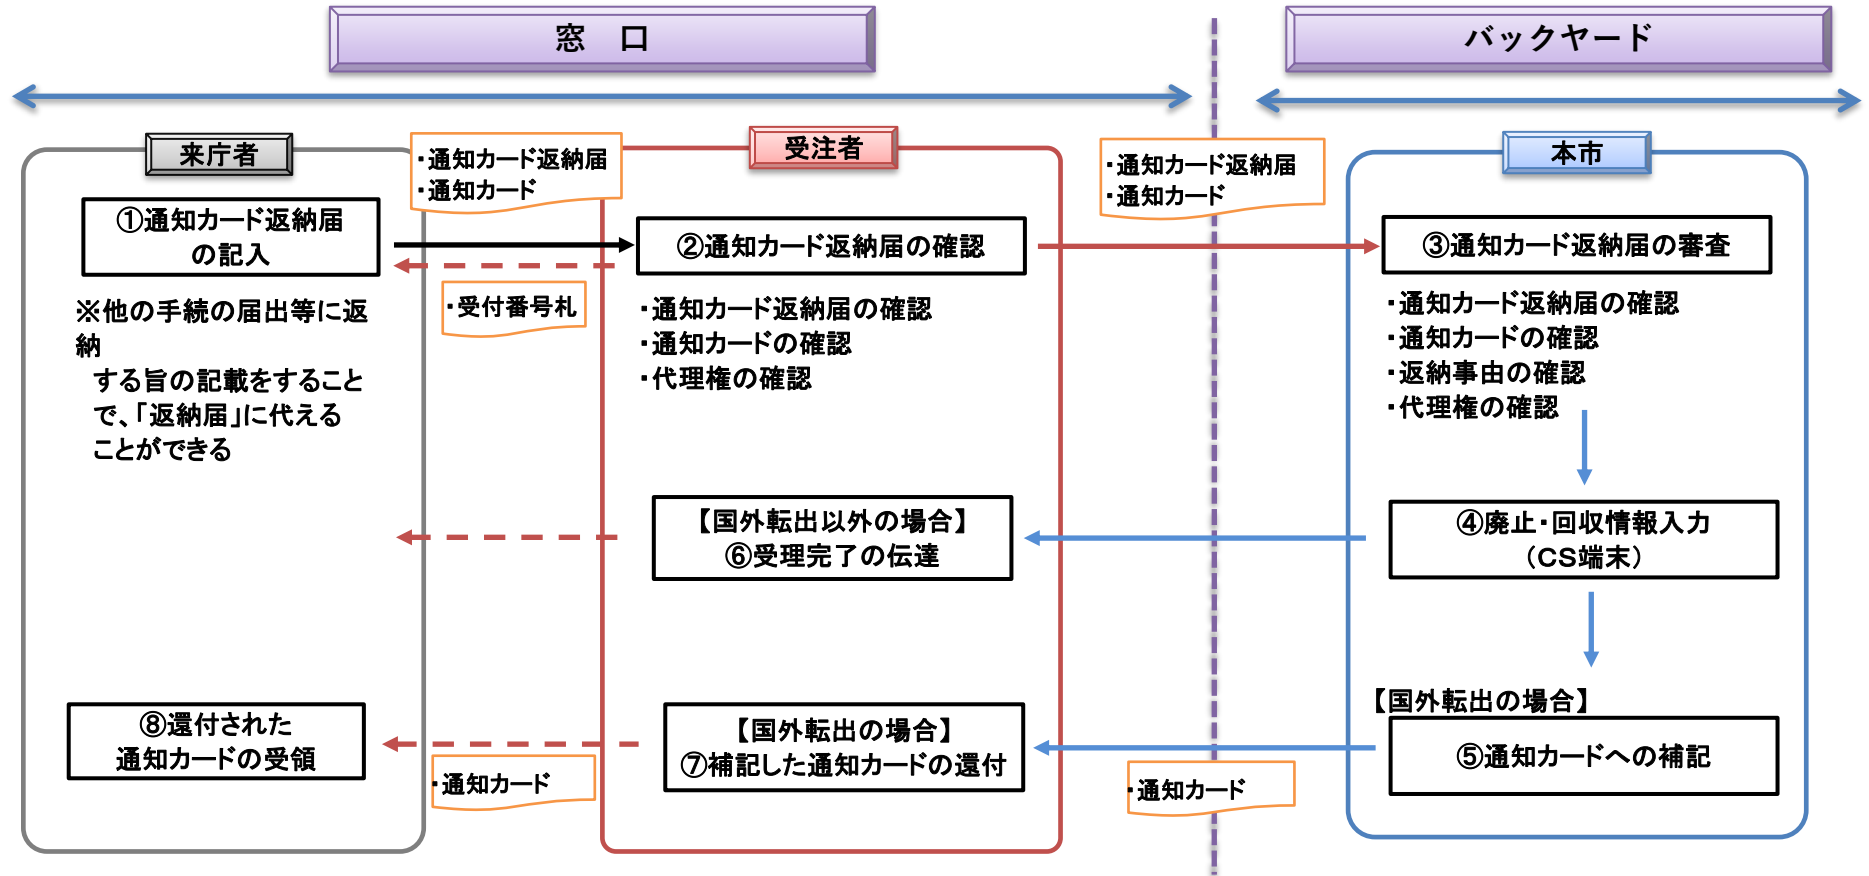 窓　口
バックヤード
来庁者
受注者
本市
・通知カード返納届
・通知カード
・通知カード返納届
・通知カード
①通知カード返納届
の記入
②通知カード返納届の確認
③通知カード返納届の審査
※他の手続の届出等に返
納
する旨の記載をすること
で、「返納届」に代える
ことができる
・受付番号札
・通知カード返納届の確認
・通知カードの確認
・代理権の確認
・通知カード返納届の確認
・通知カードの確認
・返納事由の確認
・代理権の確認
【国外転出以外の場合】
⑥受理完了の伝達
④廃止・回収情報入力
（ＣＳ端末）
⑧還付された
通知カードの受領
【国外転出の場合】
⑦補記した通知カードの還付
【国外転出の場合】
⑤通知カードへの補記
・通知カード
・通知カード